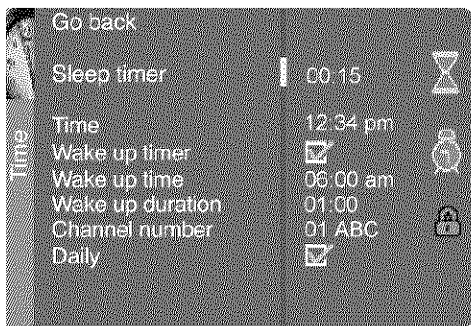 Go back
Sleep timer 00 15
Time 12:34 pm
Wake up timer
Wake up time 06:00 am
Wake up duration 01:00
Channel number 01 ABC
Daily
Time